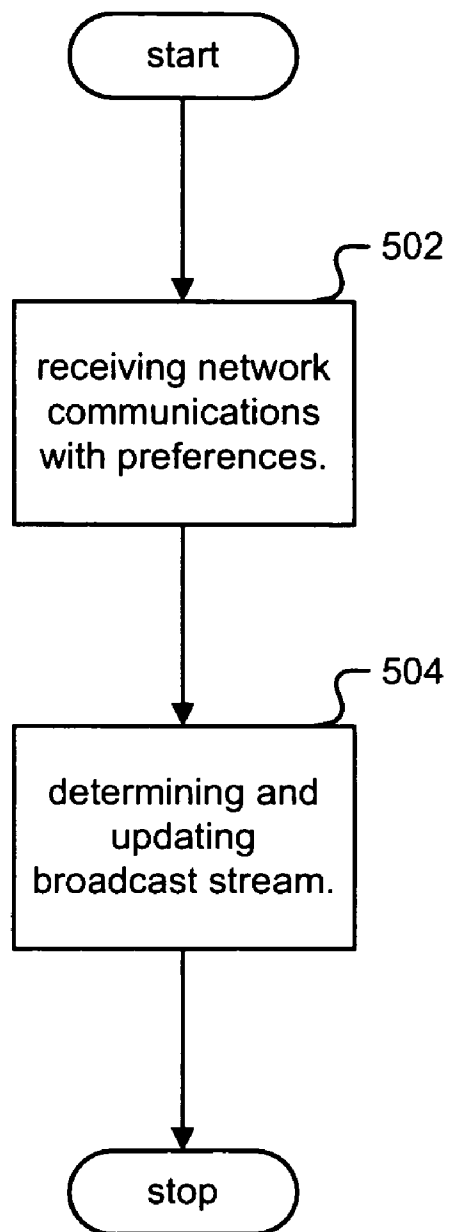 start
502
receiving network
communications
with preferences.
504
determining and
updating
broadcast stream.
stop